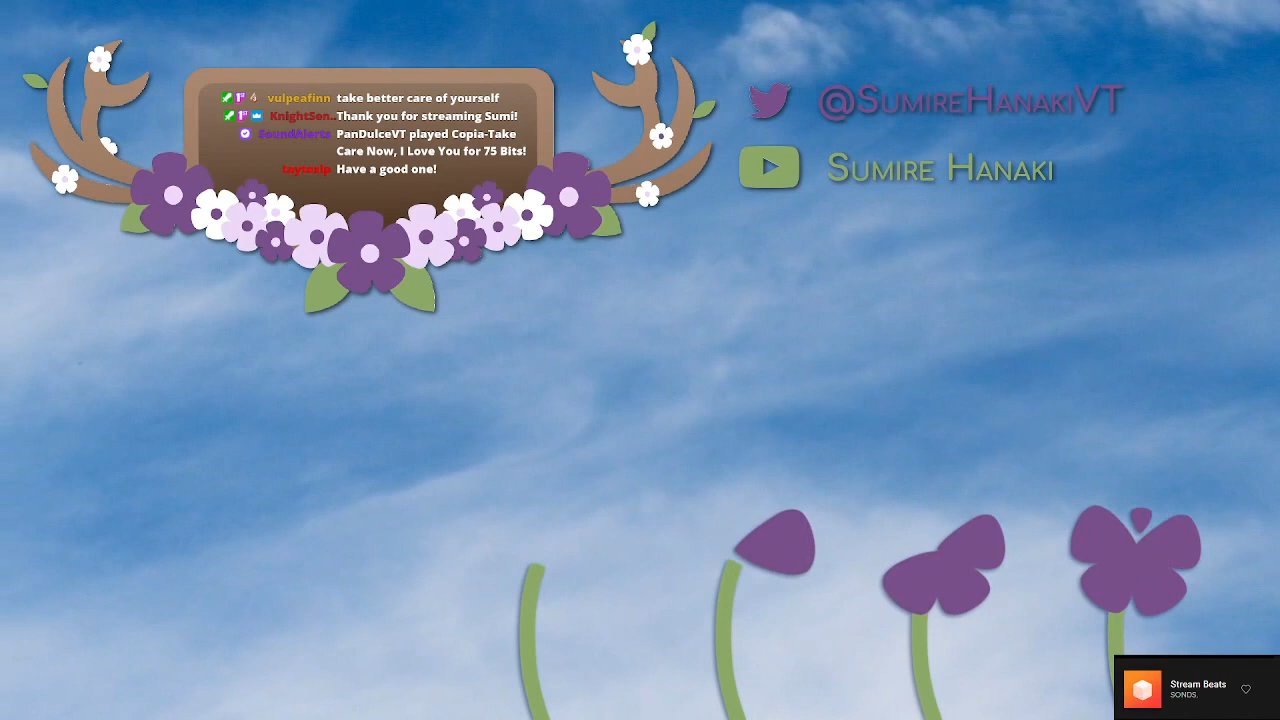 vulpeafinn take better care of yourself
KnightSen.. Thank you for streaming Sumi!
SoundAlerts PanDulceVT played Copia-Take
Care Now, I Love You for 75 Bits!
Have a good one!
@SumireHanakiVT
Sumire Hanaki
Stream Beats
SONDS.